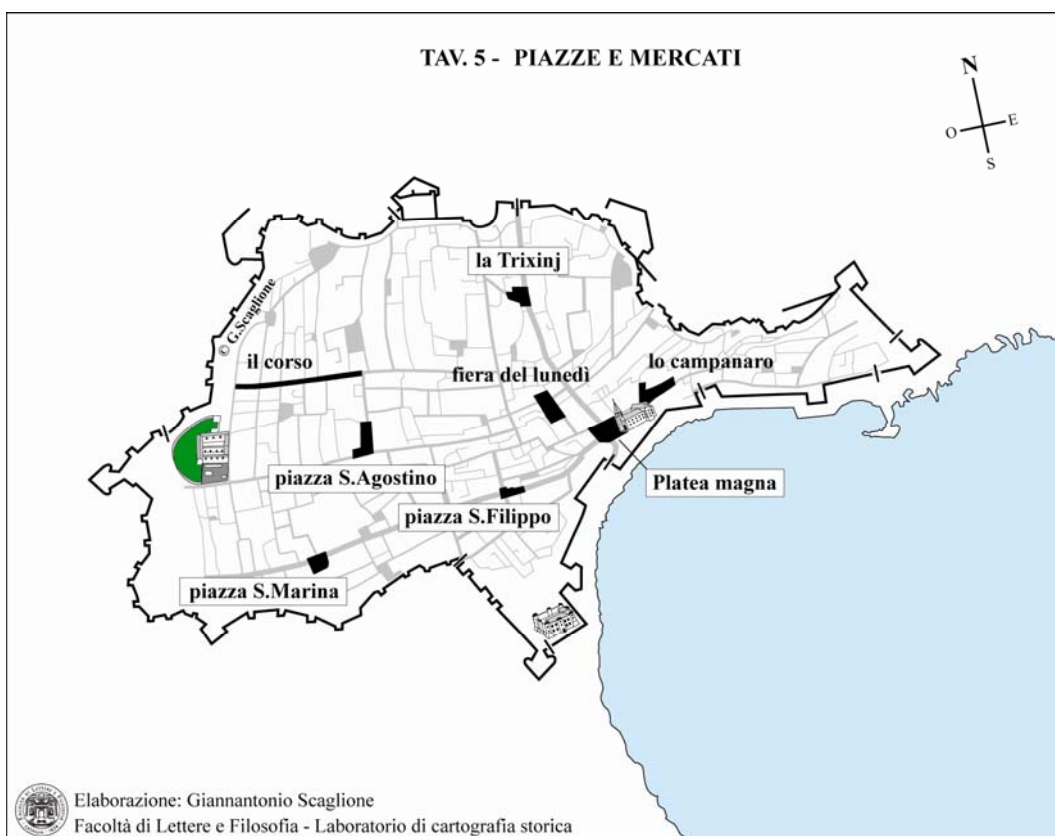 TAV. 5 - PIAZZE E MERCATI
N
O
E
S
la Trixinj
© G.Scaglione
il corso
fiera del lunedì
lo campanaro
piazza S.Agostino
Platea magna
piazza S.Filippo
piazza S.Marina
Elaborazione: Giannantonio Scaglione
Facoltà di Lettere e Filosofia - Laboratorio di cartografia storica